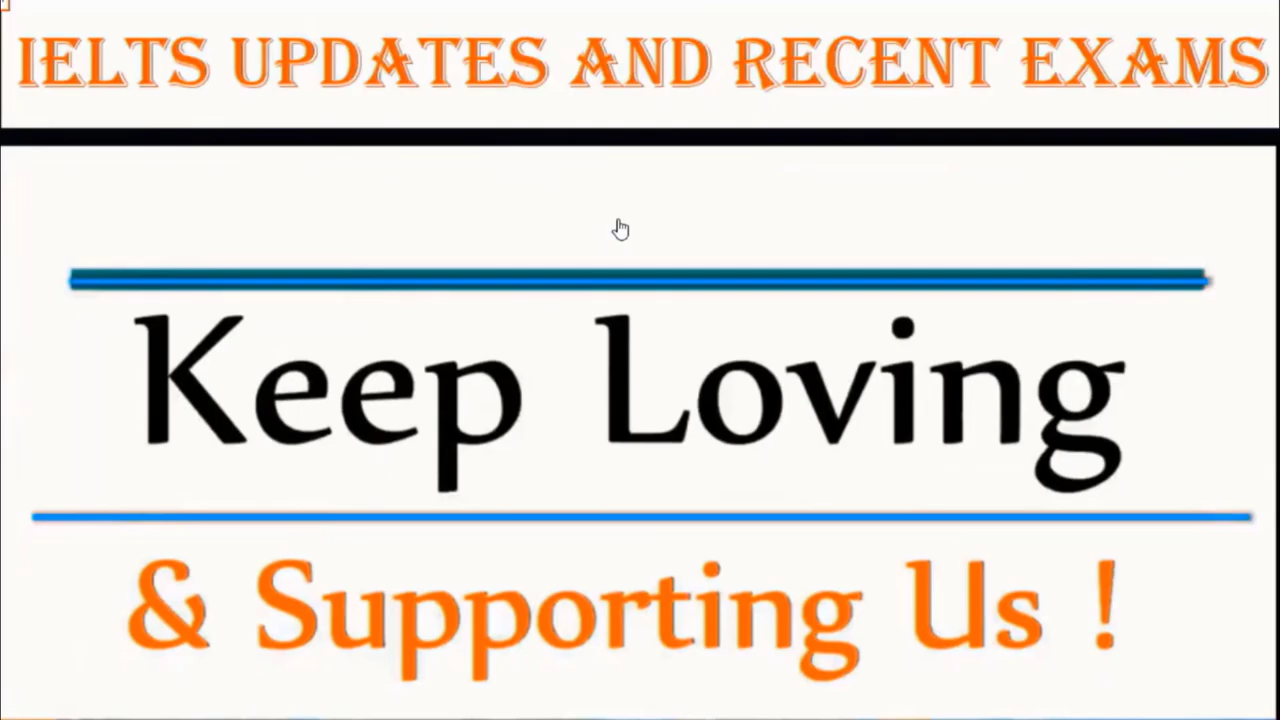 IELTS UPDATES AND RECENT EXAMS
Keep Loving
& Supporting Us !